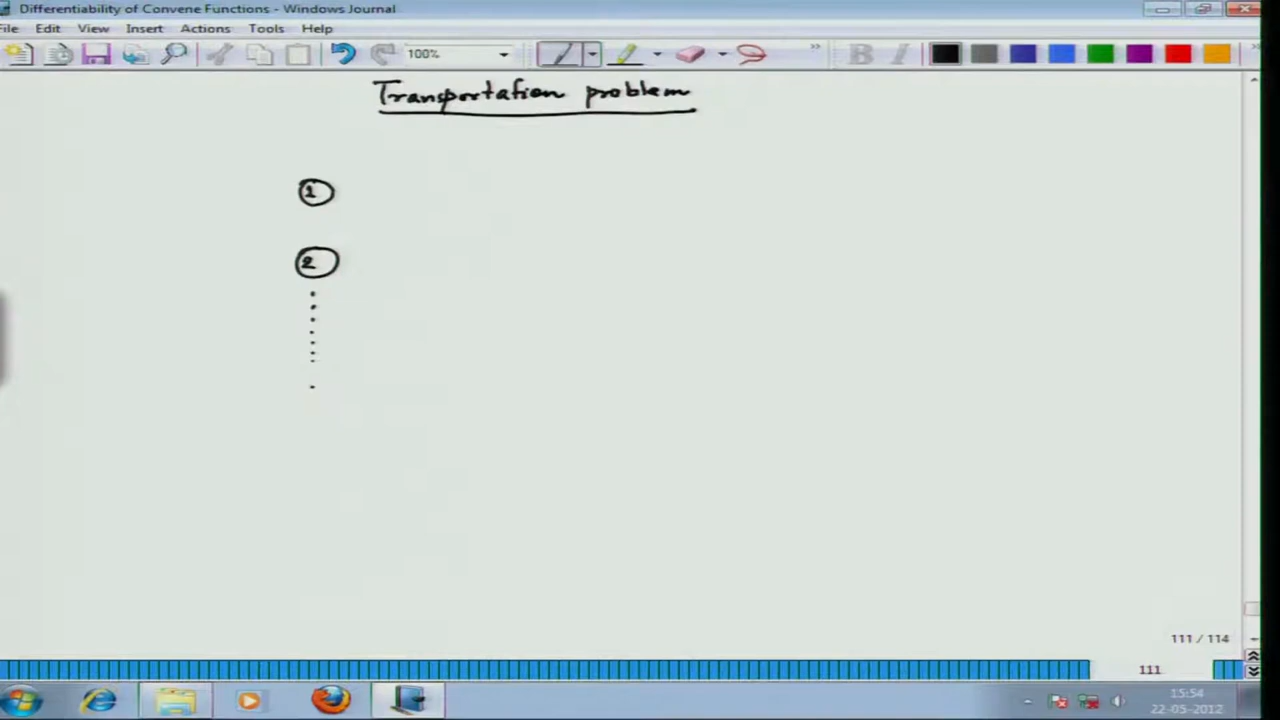 Differentiability of Convene Functions - Windows Journal
File Edit View Insert Actions Tools Help
100%
B I
Transportation problem
1
2
111 / 114
111
15:54
22-05-2012